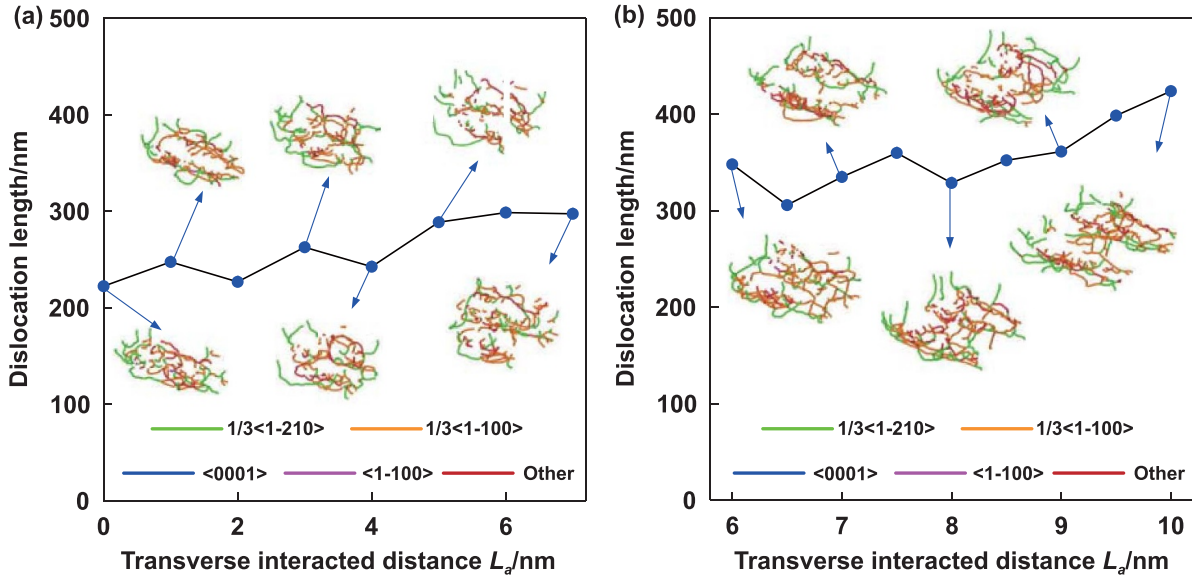 (a)
500
400
300
200
100
0
Dislocation length/nm
1/3<1-210> 1/3<1-100>
<0001> <1-100> Other
0 2 4 6
Transverse interacted distance Lₐ/nm
(b)
500
400
300
200
100
0
Dislocation length/nm
1/3<1-210> 1/3<1-100>
<0001> <1-100> Other
6 7 8 9 10
Transverse interacted distance Lₐ/nm